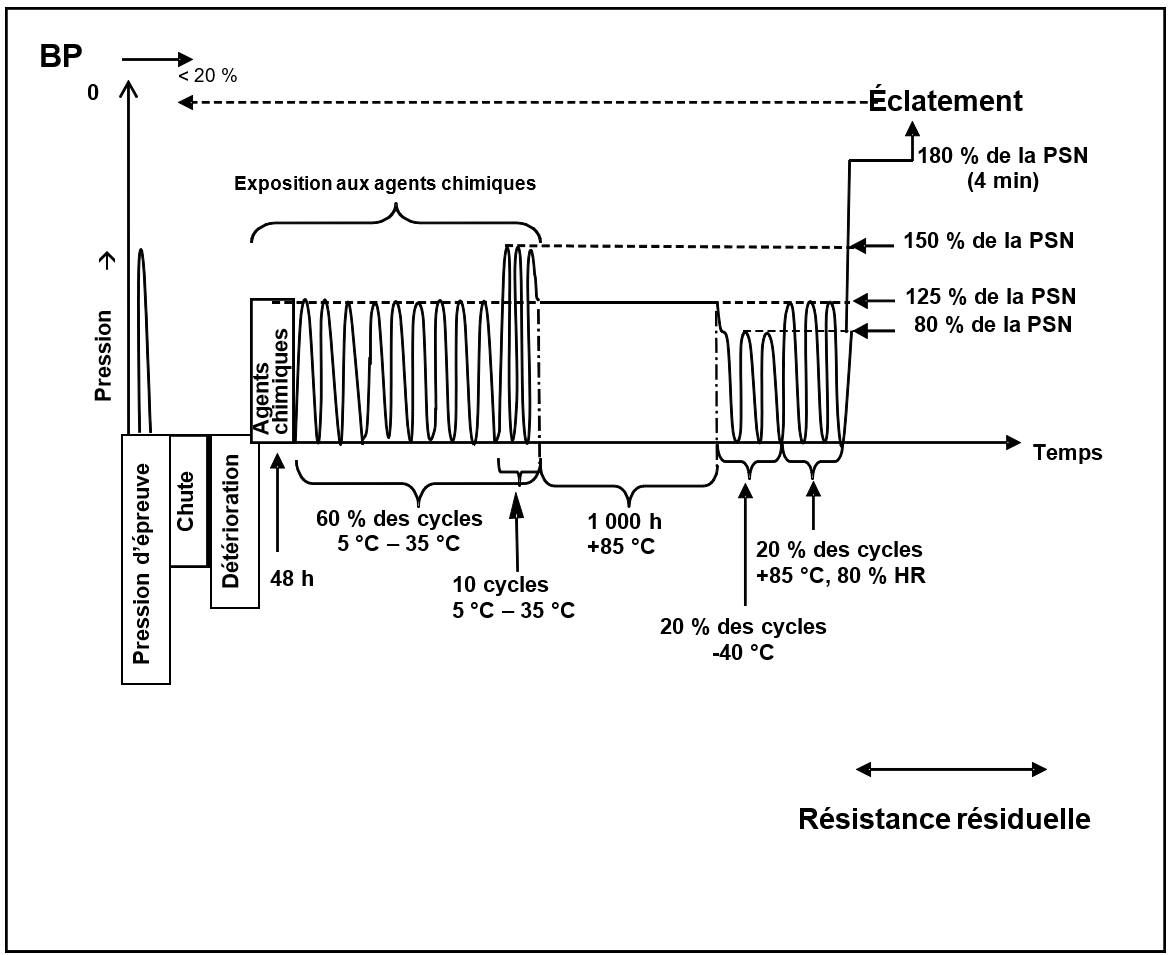 BP
< 20 %
0
Éclatement
180 % de la PSN
(4 min)
Exposition aux agents chimiques
150 % de la PSN
125 % de la PSN
80 % de la PSN
Pression
Agents
chimiques
Temps
Pression d’épreuve
Chute
Détérioration
48 h
60 % des cycles
5 °C – 35 °C
10 cycles
5 °C – 35 °C
1 000 h
+85 °C
20 % des cycles
-40 °C
20 % des cycles
+85 °C, 80 % HR
Résistance résiduelle